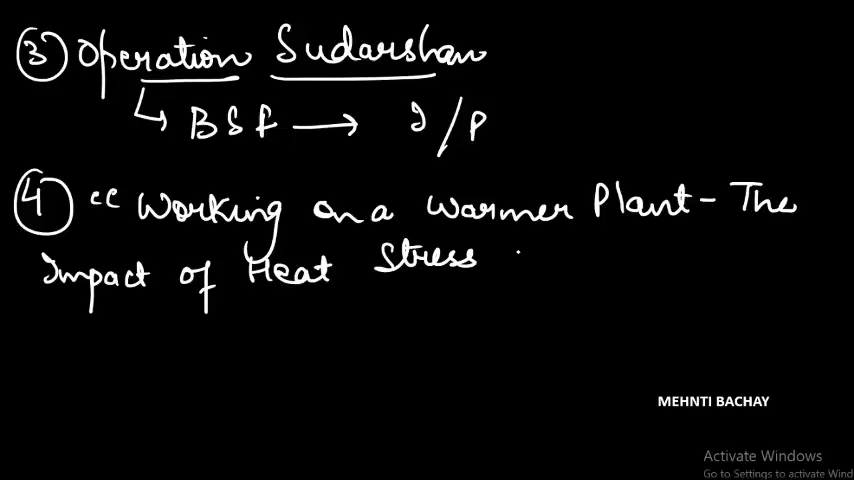 ③ Operation Sudarshan
↳ BSF → I/P
④ "Working on a warmer Plant - The
Impact of Heat Stress
MEHNTI BACHAY
Activate Windows
Go to Settings to activate Wind